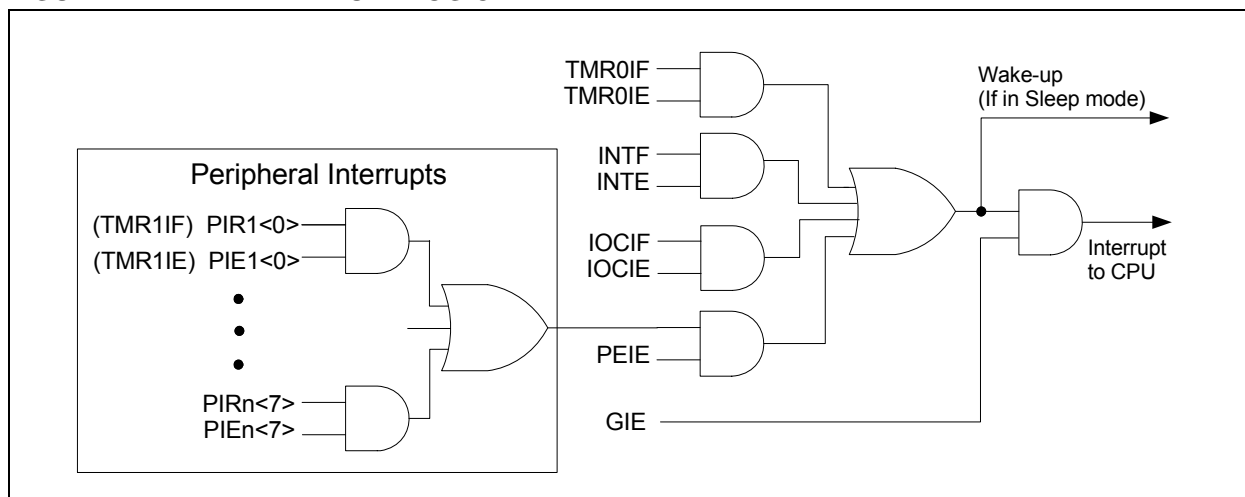 TMR0IF
TMR0IE
Wake-up
(If in Sleep mode)
INTF
INTE
Peripheral Interrupts
(TMR1IF) PIR1<0>
(TMR1IE) PIE1<0>
IOCIF
IOCIE
Interrupt
to CPU
PEIE
PIRn<7>
PIEn<7>
GIE